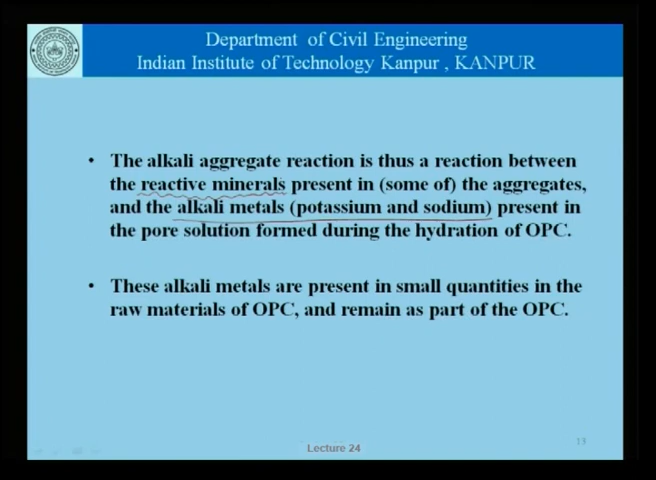 Department of Civil Engineering
Indian Institute of Technology Kanpur , KANPUR
• The alkali aggregate reaction is thus a reaction between
the reactive minerals present in (some of) the aggregates,
and the alkali metals (potassium and sodium) present in
the pore solution formed during the hydration of OPC.
• These alkali metals are present in small quantities in the
raw materials of OPC, and remain as part of the OPC.
Lecture 24
13